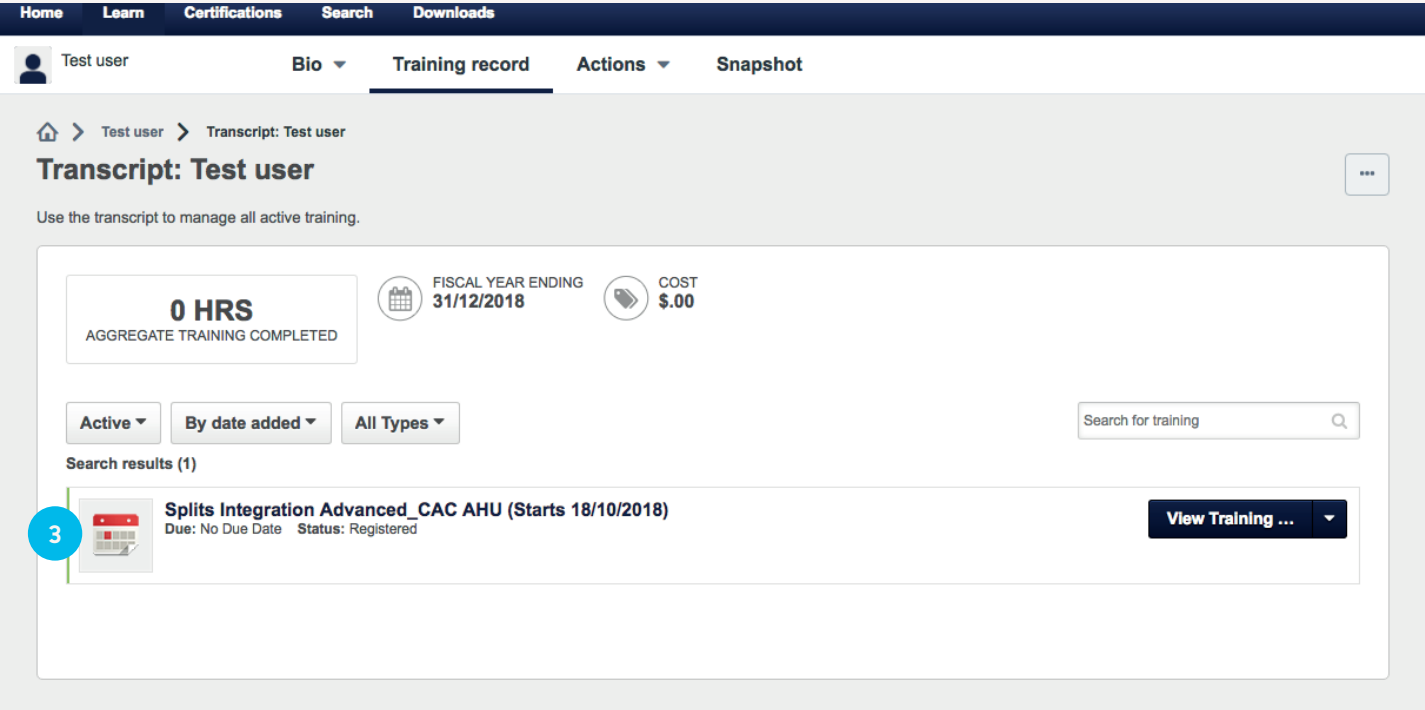 Home Learn Certifications Search Downloads
Test user Bio Training record Actions Snapshot
Test user Transcript: Test user
Transcript: Test user
...
Use the transcript to manage all active training.
0 HRS
AGGREGATE TRAINING COMPLETED
FISCAL YEAR ENDING
31/12/2018
COST
$.00
Active By date added All Types Search for training
Search results (1)
3
Splits Integration Advanced_CAC AHU (Starts 18/10/2018)
Due: No Due Date Status: Registered
View Training ...